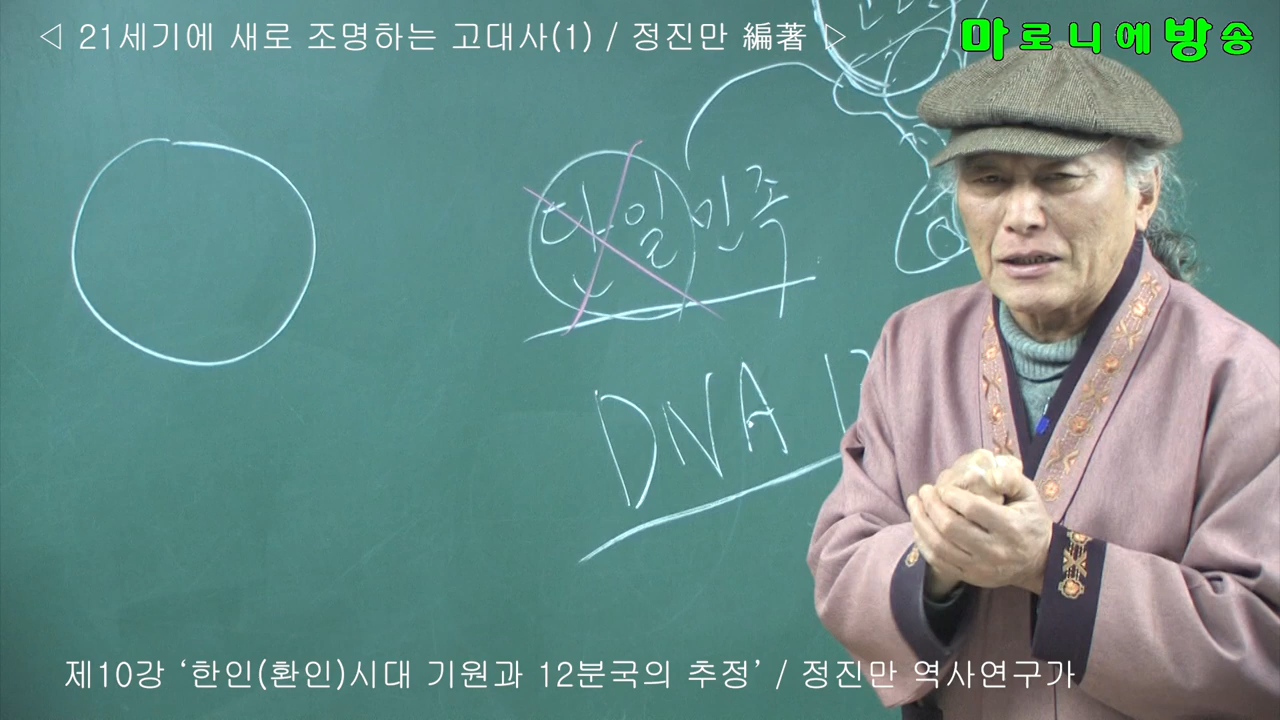 ◁ 21세기에 새로 조명하는 고대사(1) / 정진만 編著 ▷
마로니에방송
단일민족
DNA
제10강 ‘한인(환인)시대 기원과 12분국의 추정’ / 정진만 역사연구가